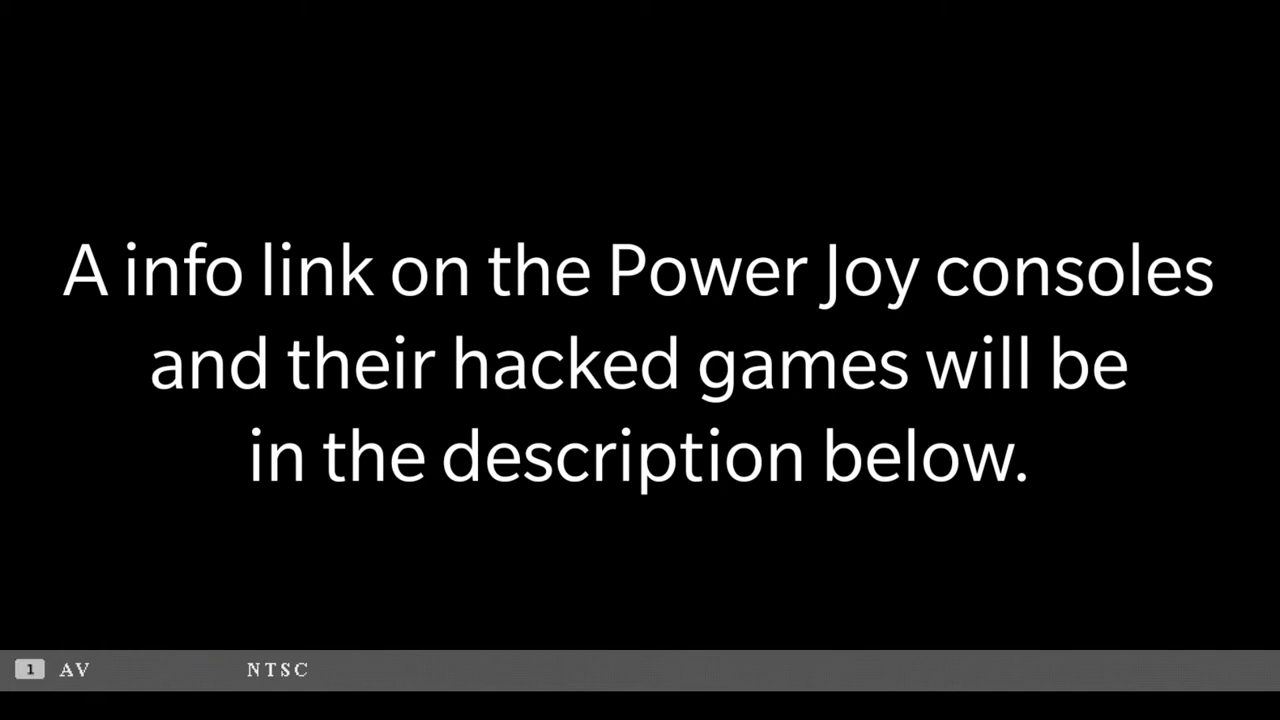 A info link on the Power Joy consoles
and their hacked games will be
in the description below.
1 AV NTSC